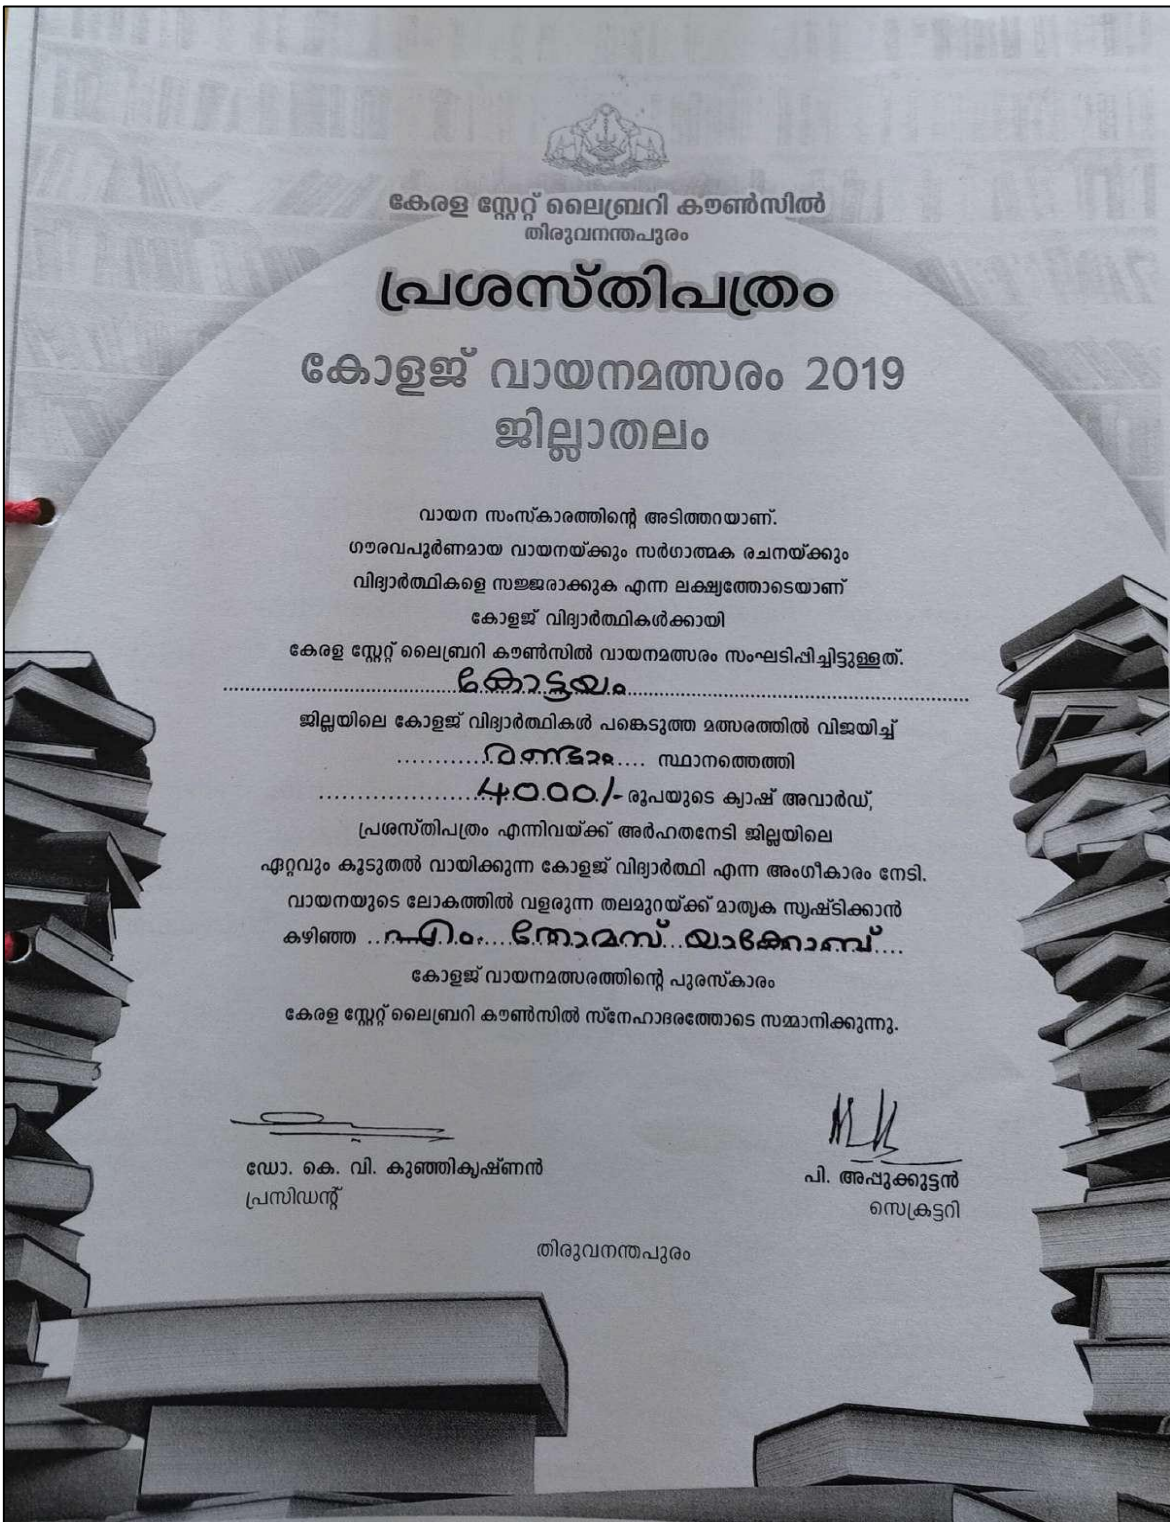 കേരള സ്റ്റേറ്റ് ലൈബ്രറി കൗൺസിൽ
തിരുവനന്തപുരം
പ്രശസ്തിപത്രം
കോളജ് വായനമത്സരം 2019
ജില്ലാതലം
വായന സംസ്കാരത്തിന്റെ അടിത്തറയാണ്.
ഗൗരവപൂർണമായ വായനയ്ക്കും സർഗാത്മക രചനയ്ക്കും
വിദ്യാർത്ഥികളെ സജ്ജരാക്കുക എന്ന ലക്ഷ്യത്തോടെയാണ്
കോളജ് വിദ്യാർത്ഥികൾക്കായി
കേരള സ്റ്റേറ്റ് ലൈബ്രറി കൗൺസിൽ വായനമത്സരം സംഘടിപ്പിച്ചിട്ടുള്ളത്.
കോട്ടയം
ജില്ലയിലെ കോളജ് വിദ്യാർത്ഥികൾ പങ്കെടുത്ത മത്സരത്തിൽ വിജയിച്ച്
രണ്ടാം സ്ഥാനത്തെത്തി
4000/- രൂപയുടെ ക്യാഷ് അവാർഡ്,
പ്രശസ്തിപത്രം എന്നിവയ്ക്ക് അർഹതനേടി ജില്ലയിലെ
ഏറ്റവും കൂടുതൽ വായിക്കുന്ന കോളജ് വിദ്യാർത്ഥി എന്ന അംഗീകാരം നേടി.
വായനയുടെ ലോകത്തിൽ വളരുന്ന തലമുറയ്ക്ക് മാതൃക സൃഷ്ടിക്കാൻ
കഴിഞ്ഞ എം. തോമസ് യാക്കോബ്
കോളജ് വായനമത്സരത്തിന്റെ പുരസ്കാരം
കേരള സ്റ്റേറ്റ് ലൈബ്രറി കൗൺസിൽ സ്നേഹാദരത്തോടെ സമ്മാനിക്കുന്നു.
ഡോ. കെ. വി. കുഞ്ഞികൃഷ്ണൻ
പ്രസിഡന്റ്
പി. അപ്പുക്കുട്ടൻ
സെക്രട്ടറി
തിരുവനന്തപുരം